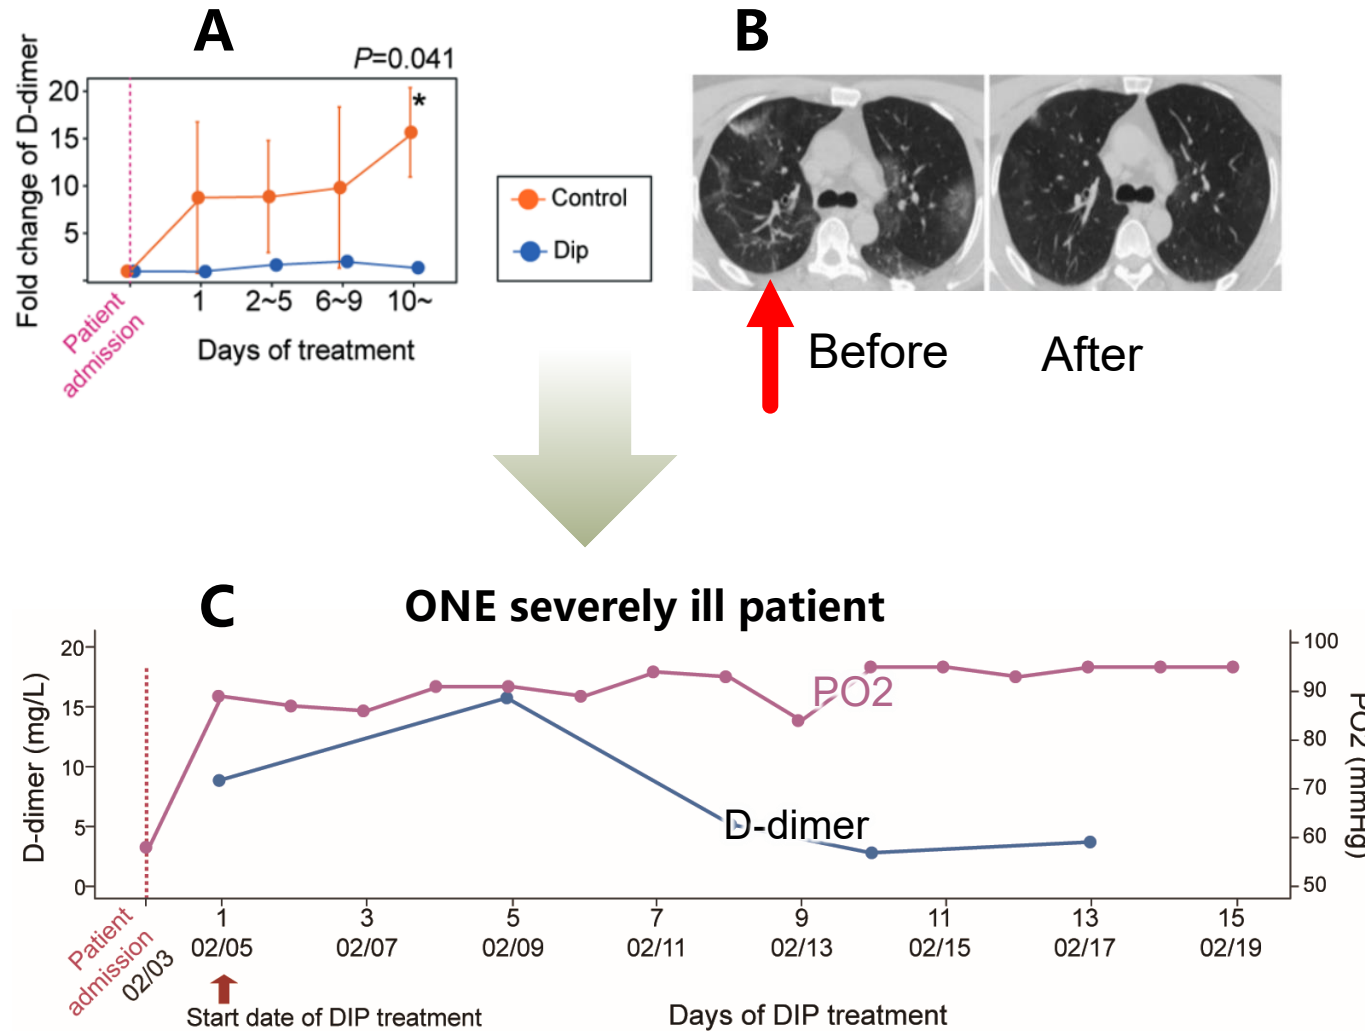 A
B
P=0.041
Fold change of D-dimer
20
15
10
5
*
Control
Dip
1
2~5
6~9
10~
Patient
admission
Days of treatment
Before
After
C
ONE severely ill patient
D-dimer (mg/L)
20
15
10
5
0
PO2
D-dimer
100
90
80
70
60
50
PO2 (mmHg)
1
3
5
7
9
11
13
15
02/03
02/05
02/07
02/09
02/11
02/13
02/15
02/17
02/19
Patient
admission
Start date of DIP treatment
Days of DIP treatment